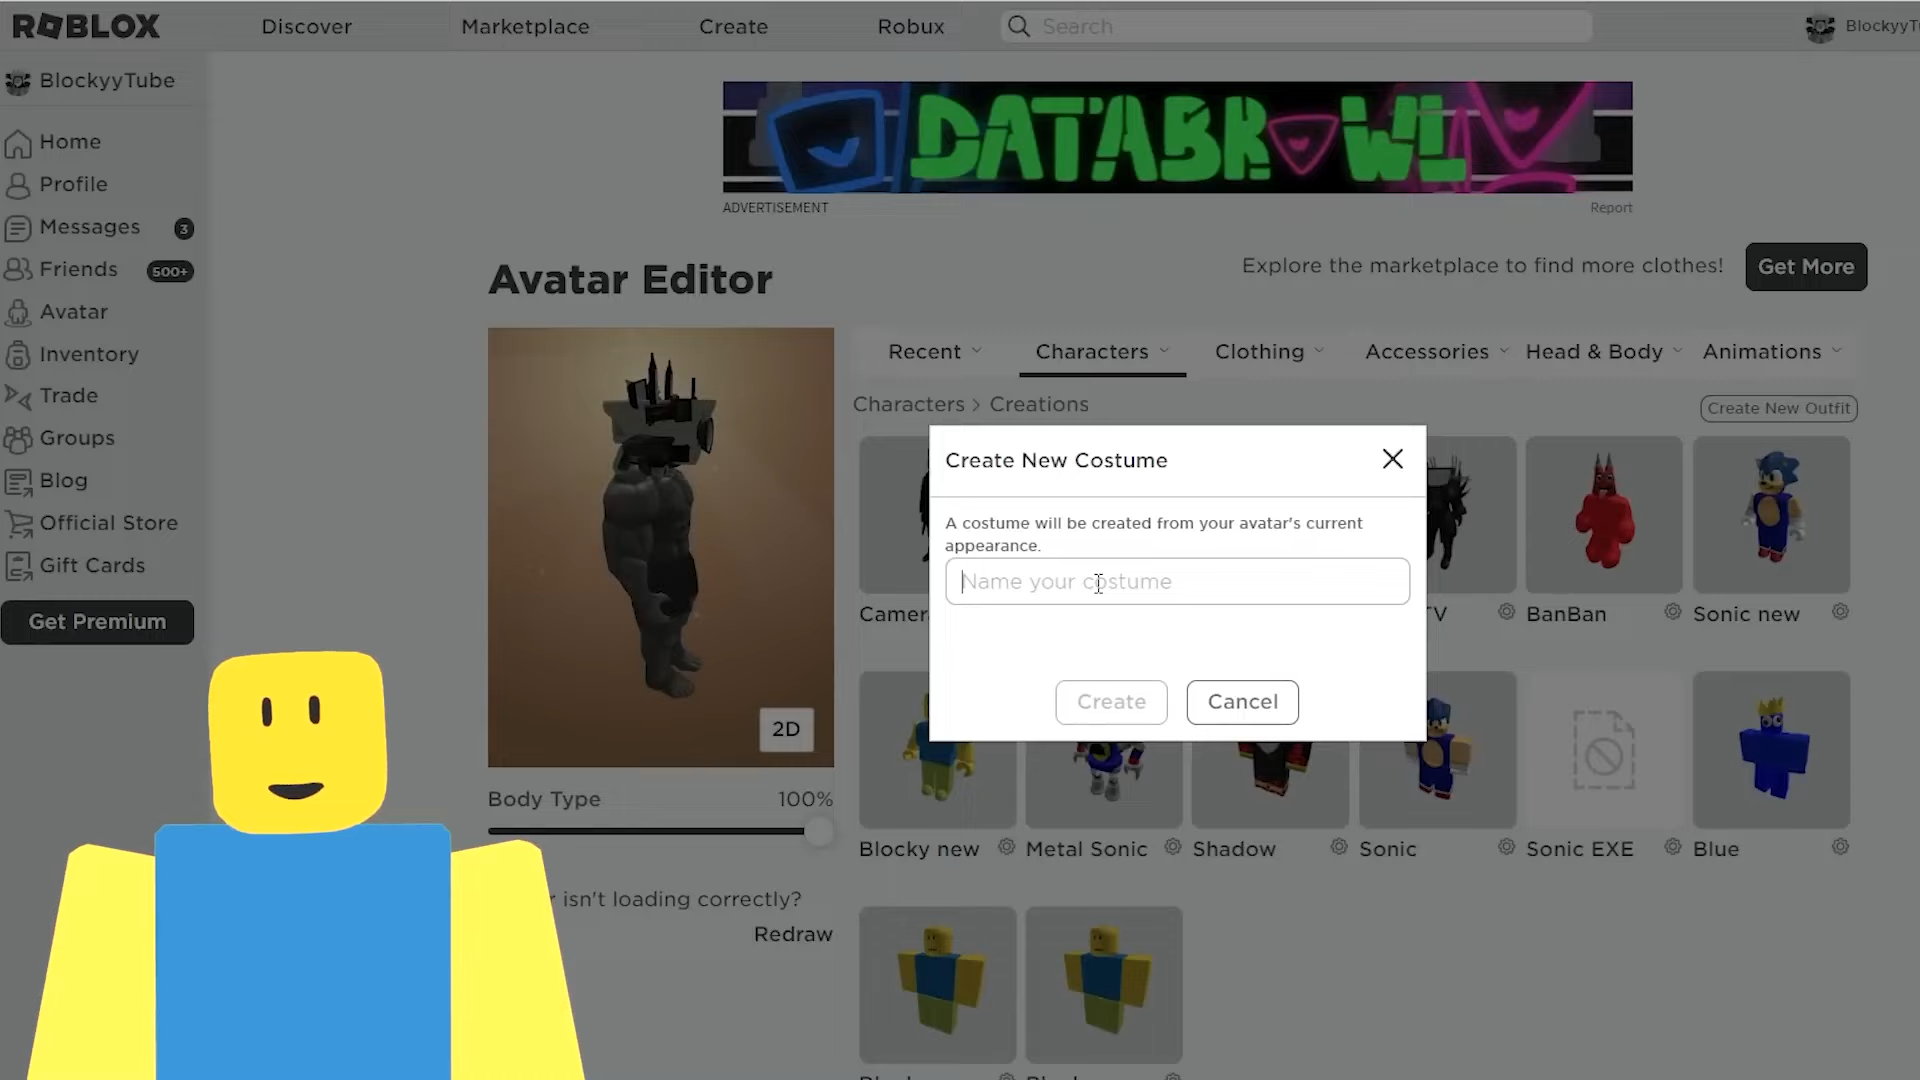 ROBLOX
Discover
Marketplace
Create
Robux
Search
BlockyyTu
BlockyyTube
Home
Profile
Messages 3
Friends 500+
Avatar
Inventory
Trade
Groups
Blog
Official Store
Gift Cards
Get Premium
DATABRAWL
ADVERTISEMENT
Report
Avatar Editor
Explore the marketplace to find more clothes!
Get More
Recent
Characters
Clothing
Accessories
Head & Body
Animations
Characters > Creations
Create New Outfit
Create New Costume
A costume will be created from your avatar's current
appearance.
Name your costume
Create
Cancel
2D
Body Type 100%
isn't loading correctly?
Redraw
Camer
TV
BanBan
Sonic new
Blocky new
Metal Sonic
Shadow
Sonic
Sonic EXE
Blue